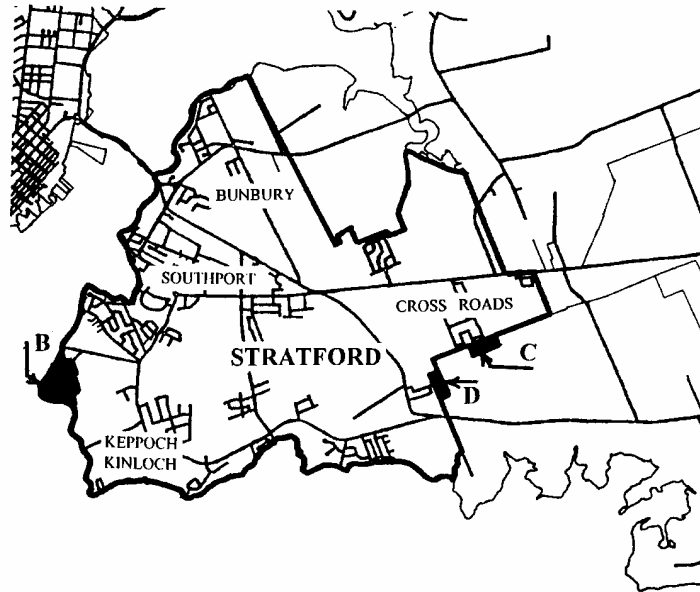 BUNBURY
SOUTHPORT
CROSS ROADS
B
STRATFORD
C
D
KEPPOCH
KINLOCH